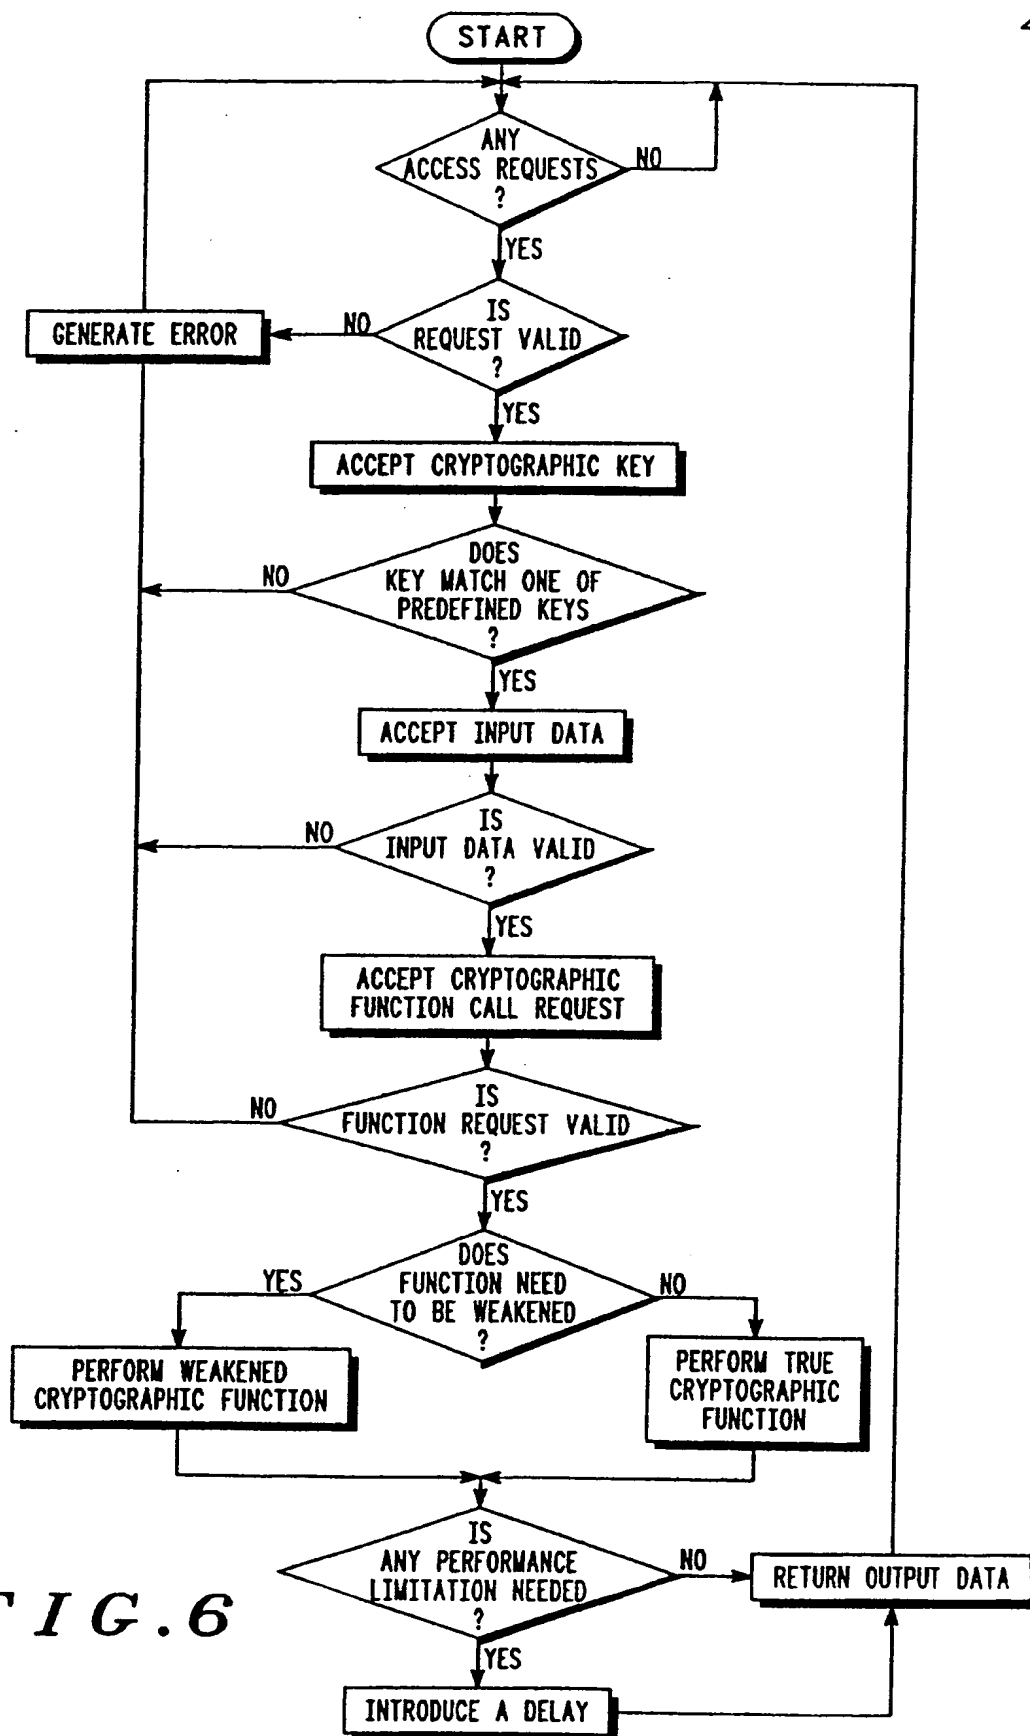 START
ANY
ACCESS REQUESTS
?
NO
YES
IS
REQUEST VALID
?
NO
GENERATE ERROR
YES
ACCEPT CRYPTOGRAPHIC KEY
DOES
KEY MATCH ONE OF
PREDEFINED KEYS
?
NO
YES
ACCEPT INPUT DATA
IS
INPUT DATA VALID
?
NO
YES
ACCEPT CRYPTOGRAPHIC
FUNCTION CALL REQUEST
IS
FUNCTION REQUEST VALID
?
NO
YES
DOES
FUNCTION NEED
TO BE WEAKENED
?
YES
NO
PERFORM WEAKENED
CRYPTOGRAPHIC FUNCTION
PERFORM TRUE
CRYPTOGRAPHIC
FUNCTION
IS
ANY PERFORMANCE
LIMITATION NEEDED
?
NO
RETURN OUTPUT DATA
YES
INTRODUCE A DELAY
FIG.6